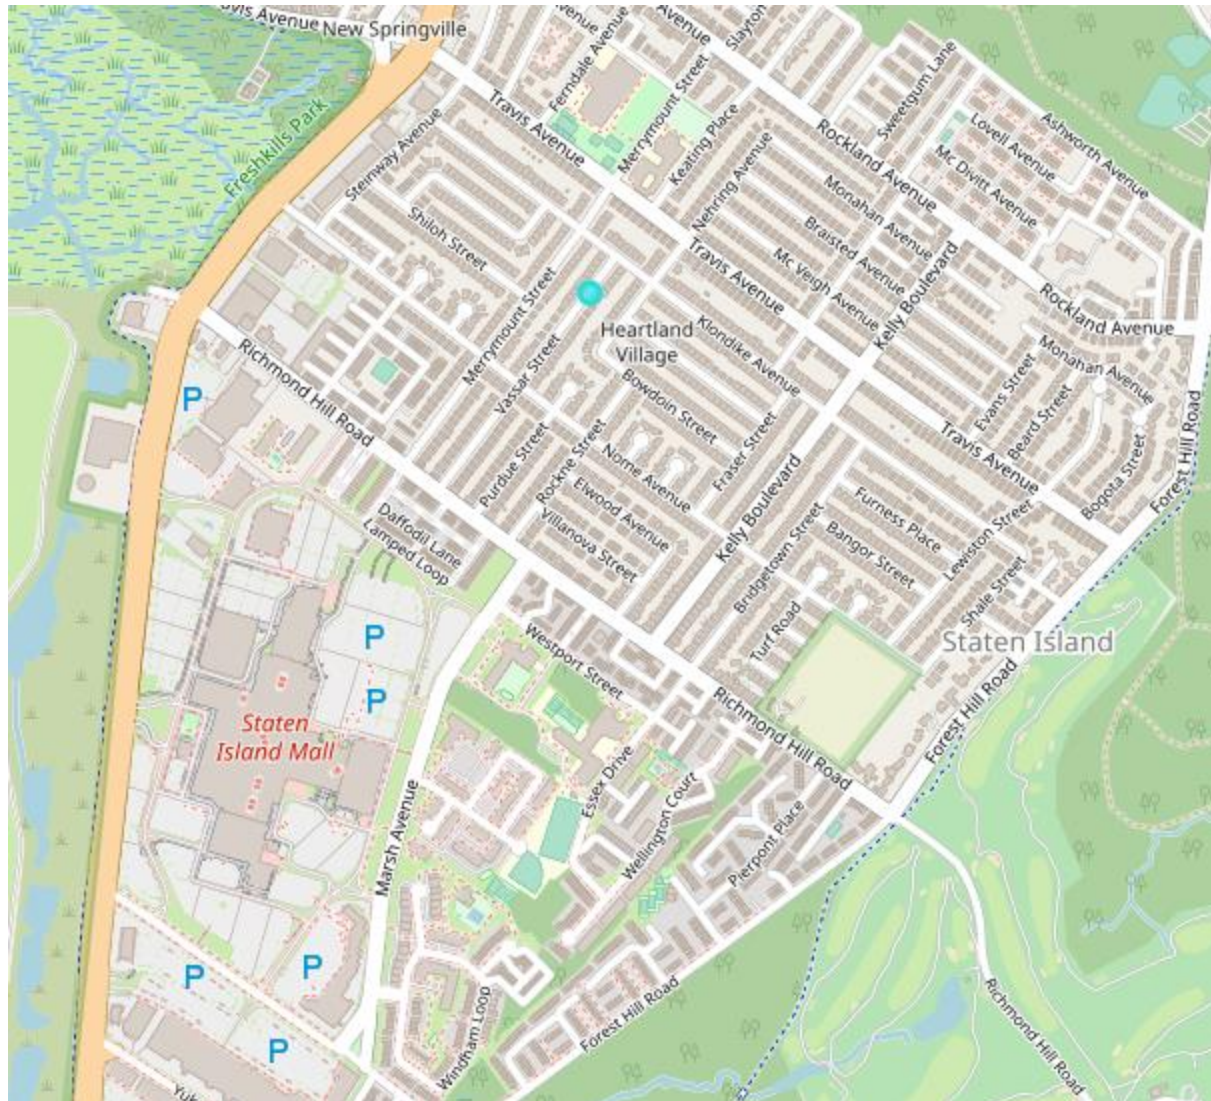 avis Avenue
New Springville
Ferndale Avenue
Avenue
Avenue
Slayton
Sweetgum Lane
Ashworth Avenue
Lovell Avenue
Mc Divitt Avenue
Rockland Avenue
Travis Avenue
Merrymount Street
Keating Place
Steinway Avenue
Freshkills Park
Nehring Avenue
Monahan Avenue
Braisted Avenue
Mc Veigh Avenue
Shiloh Street
Travis Avenue
Kelly Boulevard
Rockland Avenue
Merrymount Street
Heartland
Village
Klondike Avenue
Monahan Avenue
Richmond Hill Road
Vassar Street
Bowdoin Street
Evans Street
Beard Street
P
Travis Avenue
Forest Hill Road
Fraser Street
Purdue Street
Rockne Street
Nome Avenue
Bogota Street
Elwood Avenue
Kelly Boulevard
Furness Place
Lewiston Street
Daffodil Lane
Lamped Loop
Villanova Street
Bridgetown Street
Bangor Street
Shale Street
Turf Road
P
Staten Island
Westport Street
P
Staten
Island Mall
Richmond Hill Road
Forest Hill Road
Essex Drive
Wellington Court
Pierpont Place
Marsh Avenue
P
P
Richmond Hill Road
Forest Hill Road
Windham Loop
P
Yuk